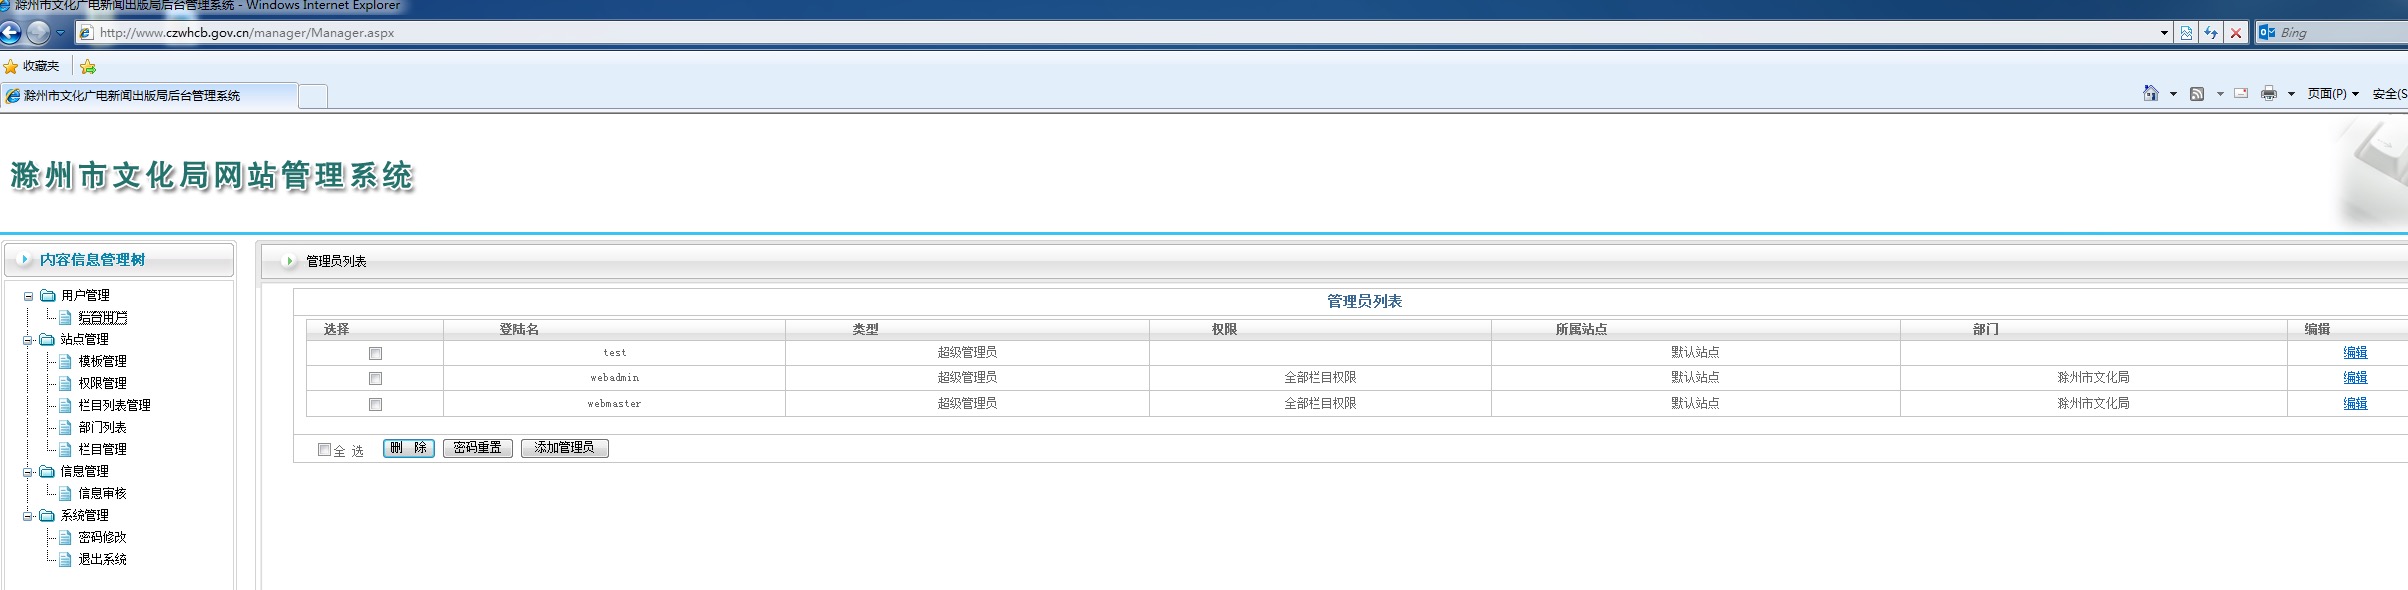 滁州市文化广电新闻出版局后台管理系统 - Windows Internet Explorer
http://www.czwhcb.gov.cn/manager/Manager.aspx
Bing
收藏夹
滁州市文化广电新闻出版局后台管理系统
页面(P)
安全(S
滁州市文化局网站管理系统
内容信息管理树
管理员列表
用户管理
后台用户
站点管理
模板管理
权限管理
栏目列表管理
部门列表
栏目管理
信息管理
信息审核
系统管理
密码修改
退出系统
管理员列表
选择 登陆名 类型 权限 所属站点 部门 编辑
test 超级管理员 默认站点 编辑
webadmin 超级管理员 全部栏目权限 默认站点 滁州市文化局 编辑
webmaster 超级管理员 全部栏目权限 默认站点 滁州市文化局 编辑
全 选 删 除 密码重置 添加管理员